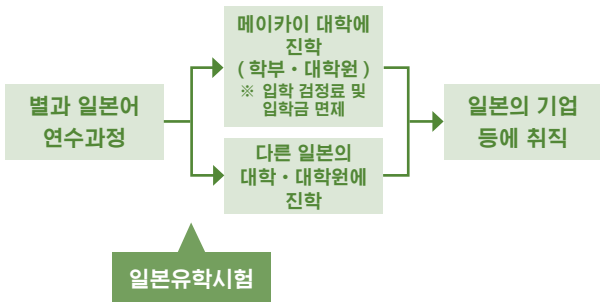 별과 일본어
연수과정
메이카이 대학에
진학
( 학부・대학원 )
※ 입학 검정료 및
입학금 면제
다른 일본의
대학・대학원에
진학
일본의 기업
등에 취직
일본유학시험